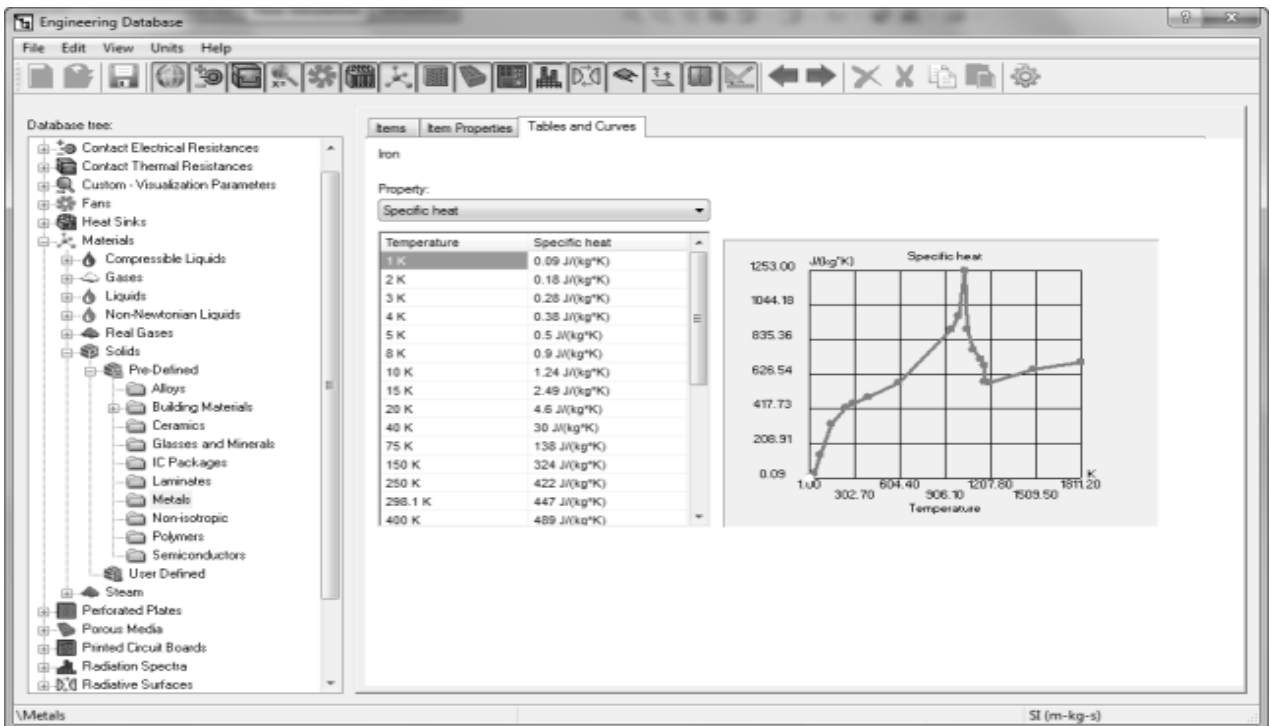 Engineering Database
File Edit View Units Help
Database tree:
Contact Electrical Resistances
Contact Thermal Resistances
Custom - Visualization Parameters
Fans
Heat Sinks
Materials
Compressible Liquids
Gases
Liquids
Non-Newtonian Liquids
Real Gases
Solids
Pre-Defined
Alloys
Building Materials
Ceramics
Glasses and Minerals
IC Packages
Laminates
Metals
Non-isotropic
Polymers
Semiconductors
User Defined
Steam
Perforated Plates
Porous Media
Printed Circuit Boards
Radiation Spectra
Radiative Surfaces
Items Item Properties Tables and Curves
Iron
Property:
Specific heat
Temperature Specific heat
1 K 0.09 J/(kg*K)
2 K 0.18 J/(kg*K)
3 K 0.28 J/(kg*K)
4 K 0.38 J/(kg*K)
5 K 0.5 J/(kg*K)
8 K 0.9 J/(kg*K)
10 K 1.24 J/(kg*K)
15 K 2.49 J/(kg*K)
20 K 4.6 J/(kg*K)
40 K 30 J/(kg*K)
75 K 138 J/(kg*K)
150 K 324 J/(kg*K)
250 K 422 J/(kg*K)
298.1 K 447 J/(kg*K)
400 K 489 J/(kg*K)
J/(kg*K) Specific heat
1253.00
1044.18
835.36
626.54
417.73
208.91
0.09
K
1.00 604.40 1207.80 1811.20
302.70 906.10 1509.50
Temperature
\Metals SI (m-kg-s)